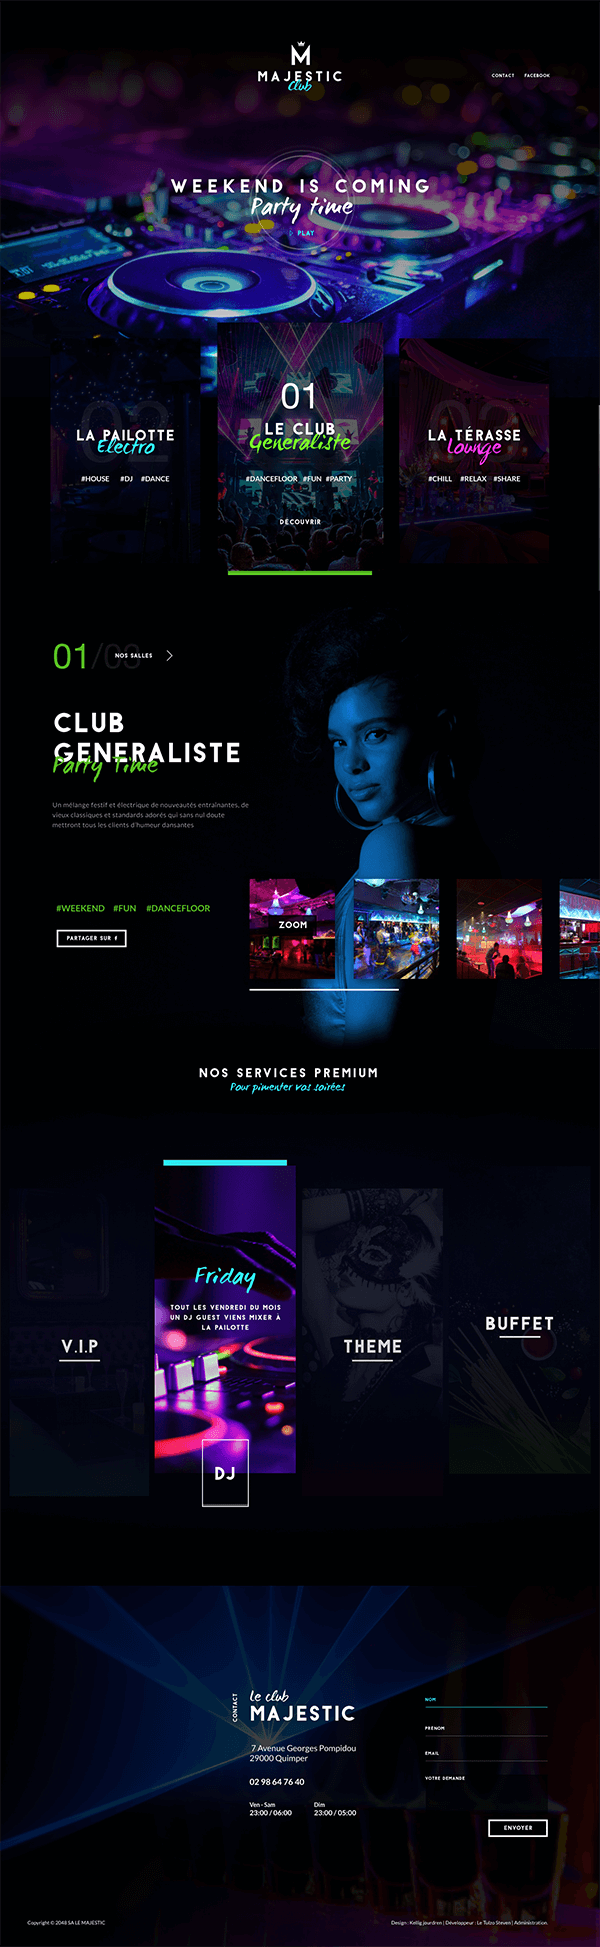 M
MAJESTIC
Club
CONTACT FACEBOOK
WEEKEND IS COMING
Party time
PLAY
02
LA PAILOTTE
Electro
#HOUSE #DJ #DANCE
01
LE CLUB
Generaliste
#DANCEFLOOR #FUN #PARTY
DÉCOUVRIR
LA TÉRASSE
Lounge
#CHILL #RELAX #SHARE
01/03
NOS SALLES
CLUB
GENERALISTE
Party Time
Un mélange festif et électrique de nouveautés entraînantes, de
vieux classiques et standards adorés qui sans nul doute
mettront tous les clients d'humeur dansantes
#WEEKEND #FUN #DANCEFLOOR
PARTAGER SUR f
ZOOM
NOS SERVICES PREMIUM
Pour pimenter vos soirées
V.I.P
Friday
TOUT LES VENDREDI DU MOIS
UN DJ GUEST VIENS MIXER À
LA PAILOTTE
DJ
THEME
BUFFET
CONTACT
le club
MAJESTIC
7 Avenue Georges Pompidou
29000 Quimper
02 98 64 76 40
Ven - Sam
23:00 / 06:00
Dim
23:00 / 05:00
NOM
PRENOM
EMAIL
VOTRE DEMANDE
ENVOYER
Copyright © 2048 SA LE MAJESTIC
Design : Kellig jourdren | Développeur : Le Tulzo Steven | Administration.